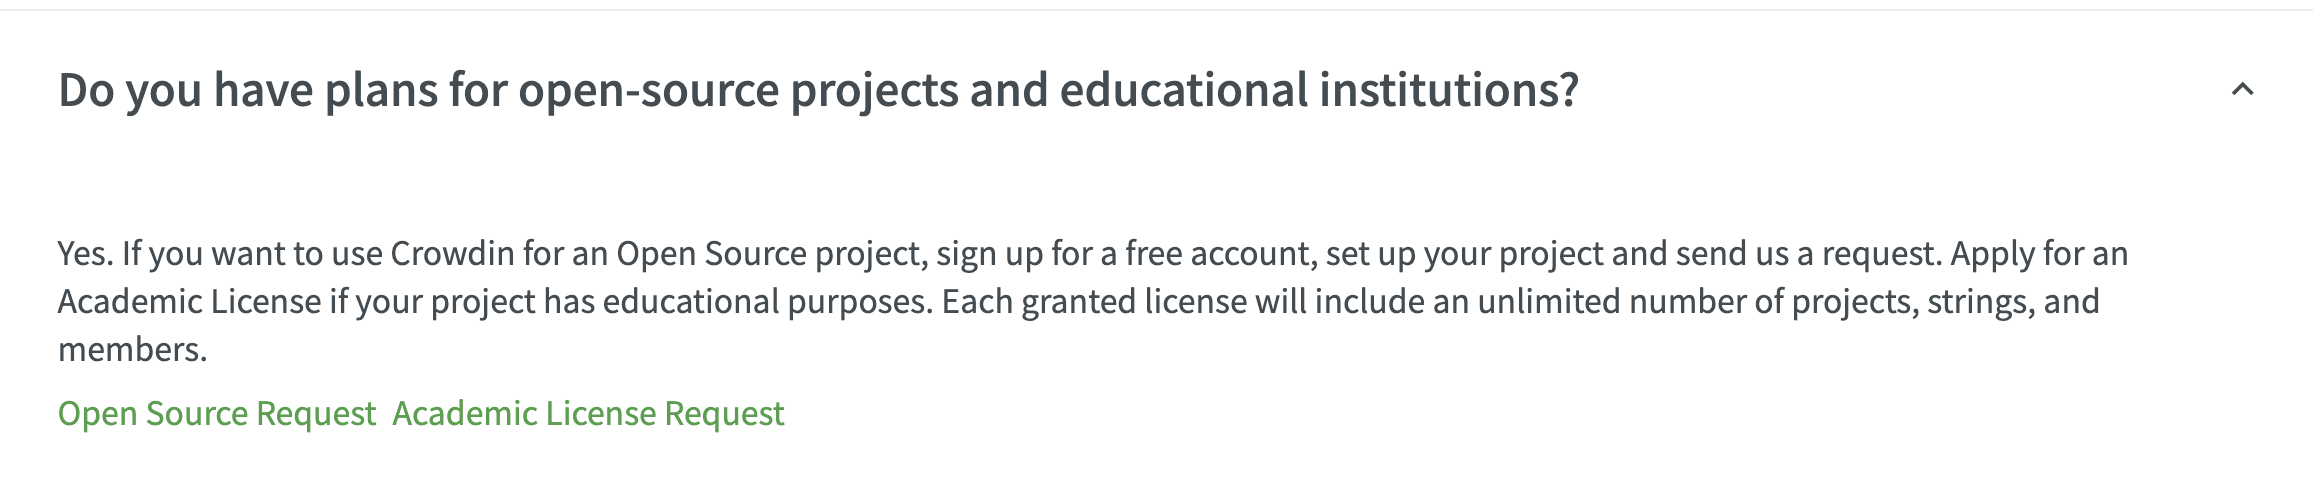 Do you have plans for open-source projects and educational institutions?
Yes. If you want to use Crowdin for an Open Source project, sign up for a free account, set up your project and send us a request. Apply for an
Academic License if your project has educational purposes. Each granted license will include an unlimited number of projects, strings, and
members.
Open Source Request Academic License Request